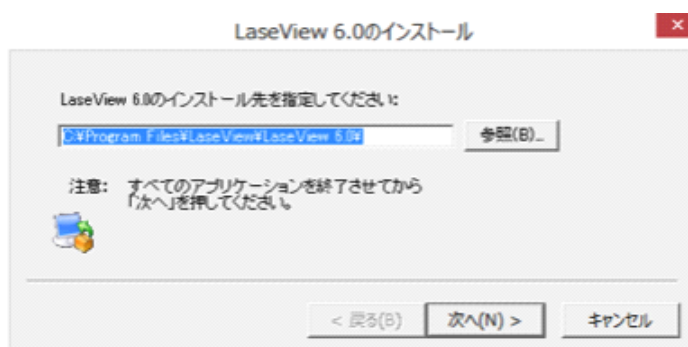 LaseView 6.0のインストール
LaseView 6.0のインストール先を指定してください:
C:¥Program Files¥LaseView¥LaseView 6.0¥
参照(B)...
注意: すべてのアプリケーションを終了させてから
「次へ」を押してください。
< 戻る(B)
次へ(N) >
キャンセル